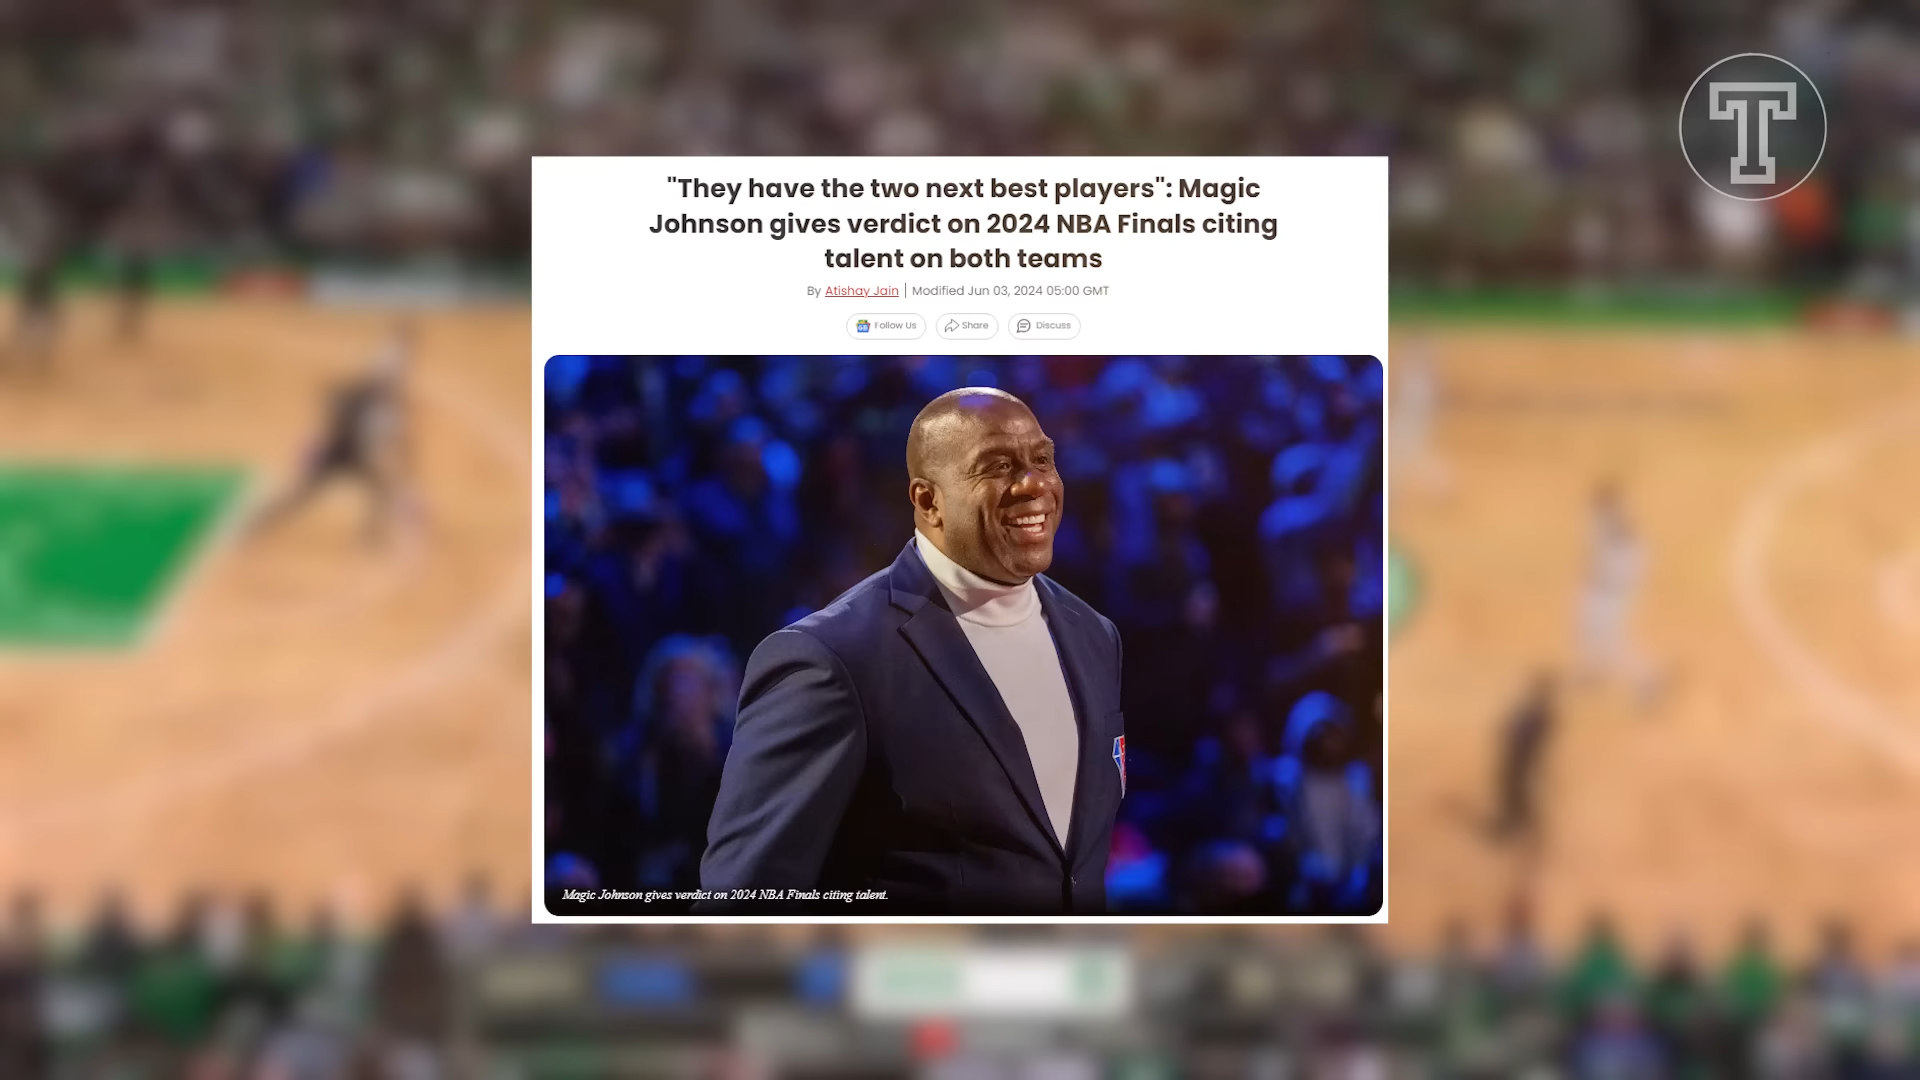 T
"They have the two next best players": Magic
Johnson gives verdict on 2024 NBA Finals citing
talent on both teams
By Atishay Jain | Modified Jun 03, 2024 05:00 GMT
Follow Us Share Discuss
Magic Johnson gives verdict on 2024 NBA Finals citing talent.